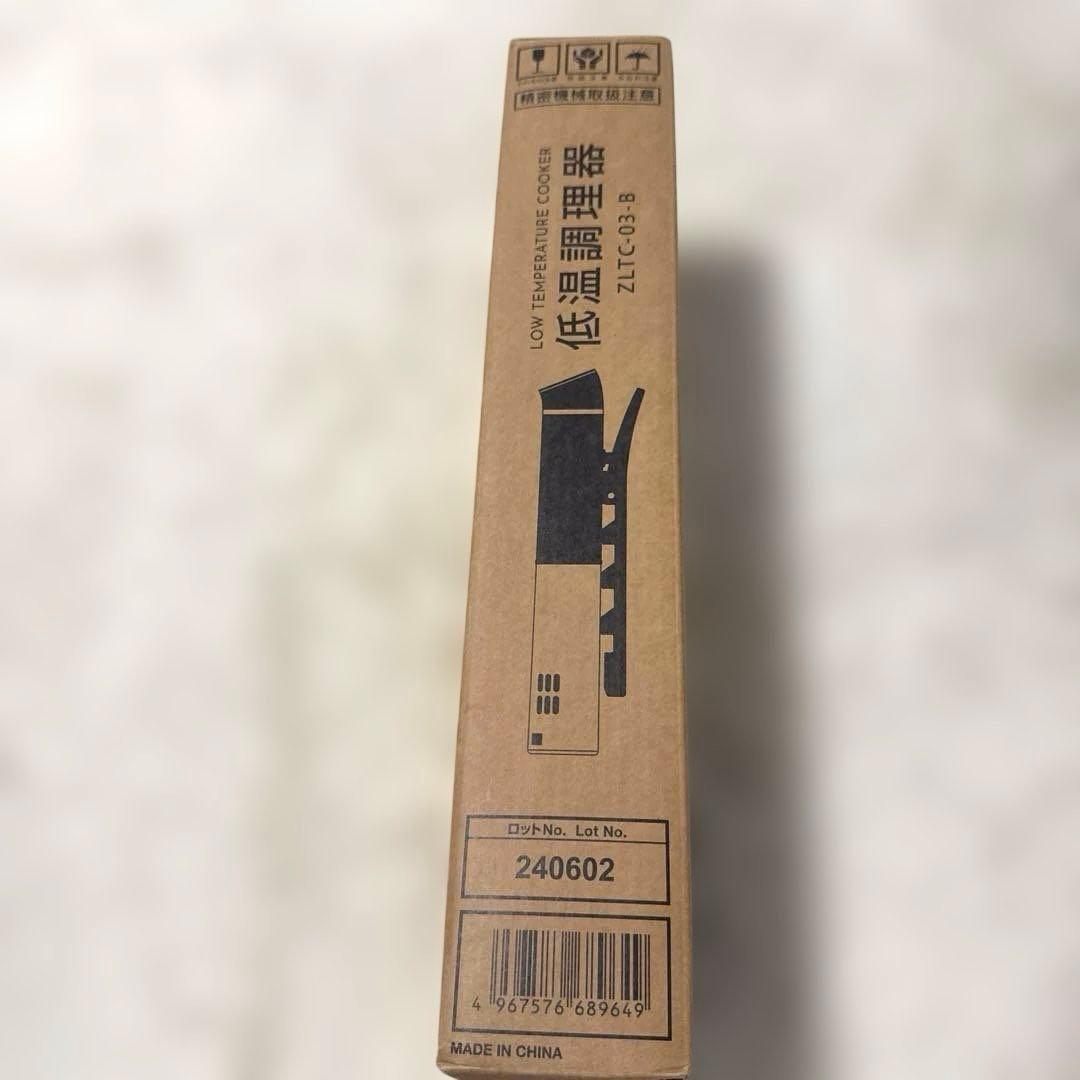 精密機械取扱注意
LOW TEMPERATURE COOKER
低温調理器
ZLTC-03-B
ロットNo. Lot No.
240602
4 967576 689649
MADE IN CHINA